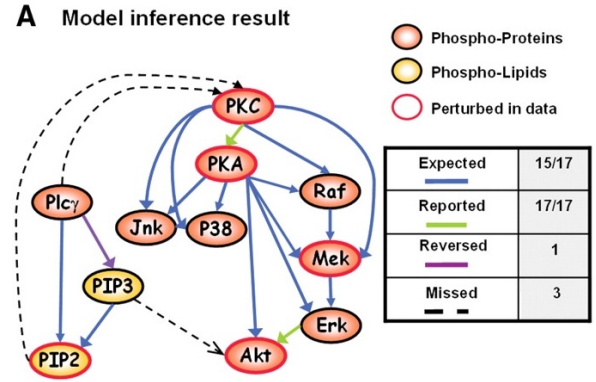 A Model inference result
Phospho-Proteins
Phospho-Lipids
Perturbed in data
PKC
PKA
Raf
Plcγ
Jnk
P38
Mek
PIP3
Erk
PIP2
Akt
Expected 15/17
Reported 17/17
Reversed 1
Missed 3